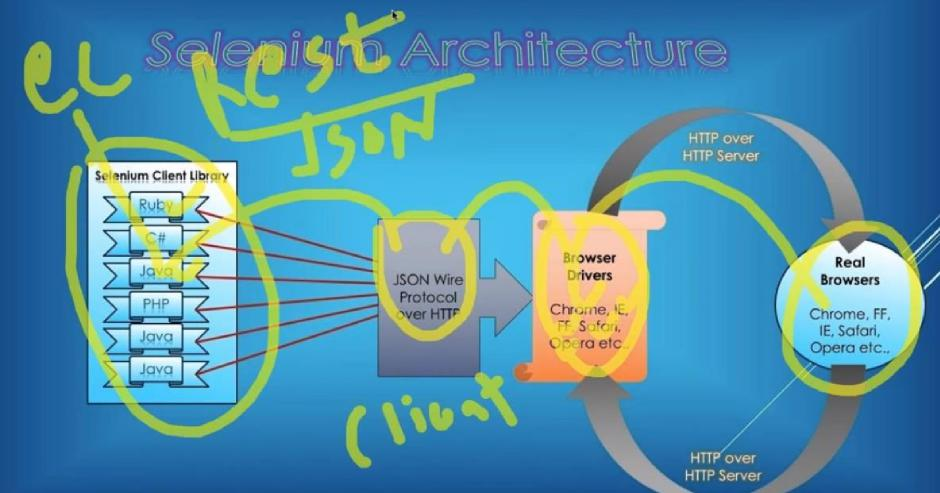 Selenium Architecture
eC
Rest
JSON
Selenium Client Library
Ruby
C#
Java
PHP
Java
Java
JSON Wire
Protocol
over HTTP
Client
Browser
Drivers
Chrome, IE,
FF, Safari,
Opera etc..,
HTTP over
HTTP Server
Real
Browsers
Chrome, FF,
IE, Safari,
Opera etc..,
HTTP over
HTTP Server